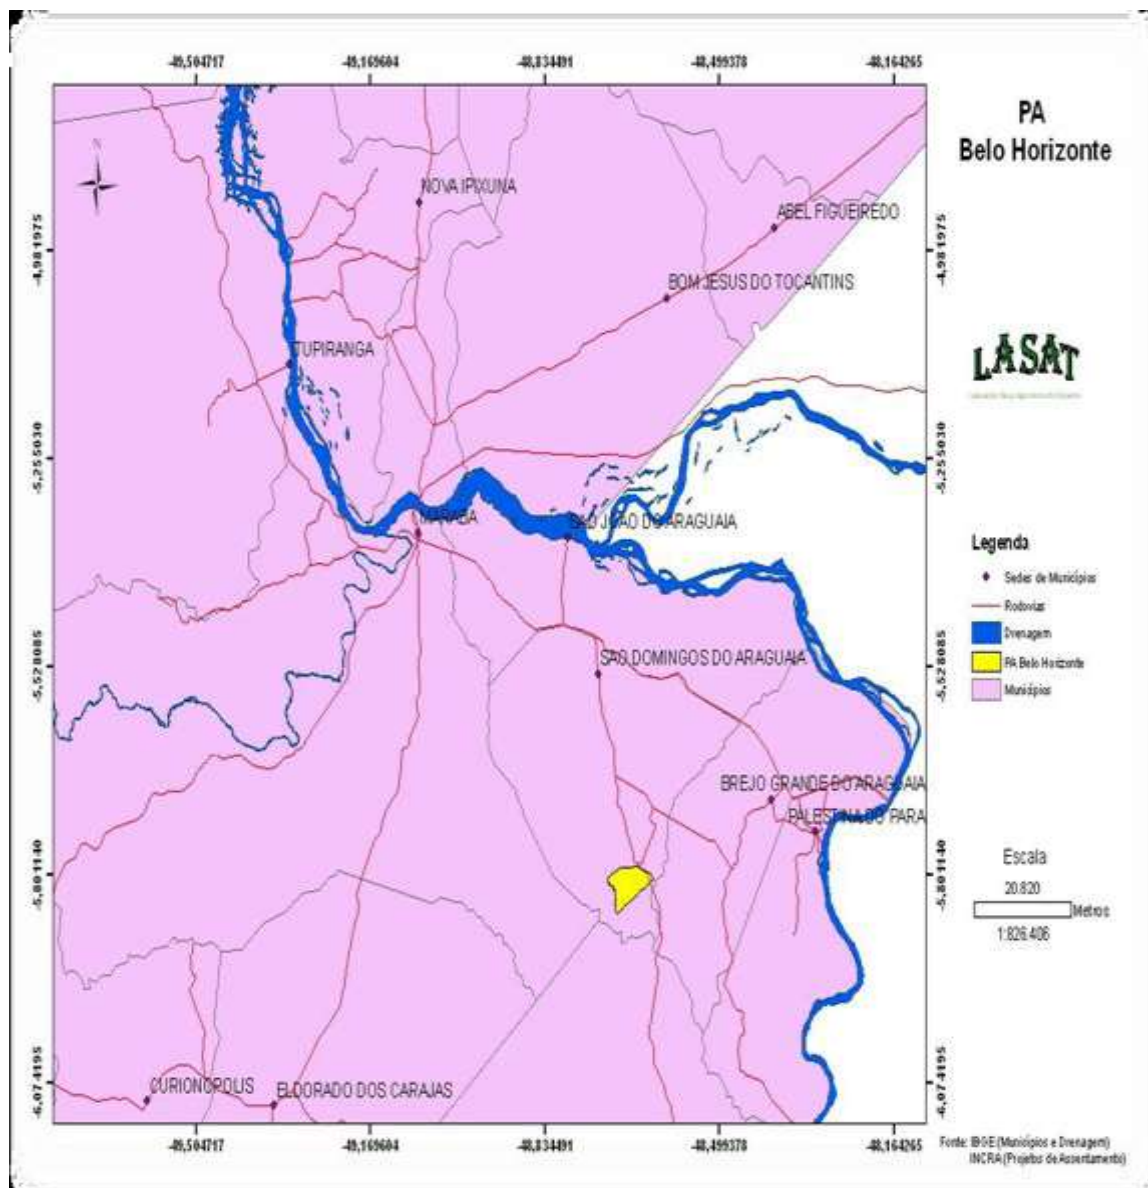 -49,504717 -49,169604 -48,834491 -48,499378 -48,164265
PA
Belo Horizonte
N
NOVA IPIXUNA
ABEL FIGUEIREDO
-4,981975
-4,981975
BOM JESUS DO TOCANTINS
TUPIRANGA
LASAT
-5,255030
-5,255030
MARABA
SAO JOAO DO ARAGUAIA
Legenda
Sedes de Municípios
Rodovias
Drenagem
PA Belo Horizonte
Municípios
SAO DOMINGOS DO ARAGUAIA
-5,528085
-5,528085
BREJO GRANDE DO ARAGUAIA
PALESTINA DO PARA
-5,801140
-5,801140
Escala
20.820
Metros
1:826.406
CURIONOPOLIS
ELDORADO DOS CARAJAS
-6,074195
-6,074195
-49,504717 -49,169604 -48,834491 -48,499378 -48,164265
Fonte: IBGE (Municípios e Drenagem)
INCRA (Projetos de Assentamento)